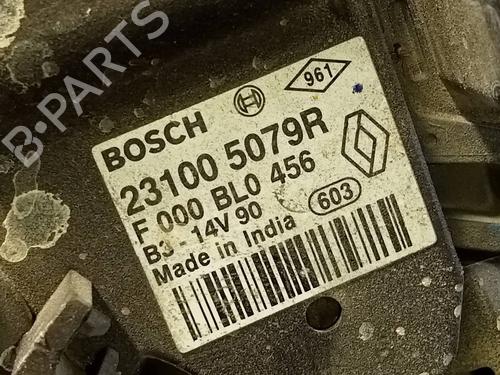 B-PARTS
961
BOSCH
23100 5079R
F 000 BL0 456
B3 - 14V 90
603
Made in India